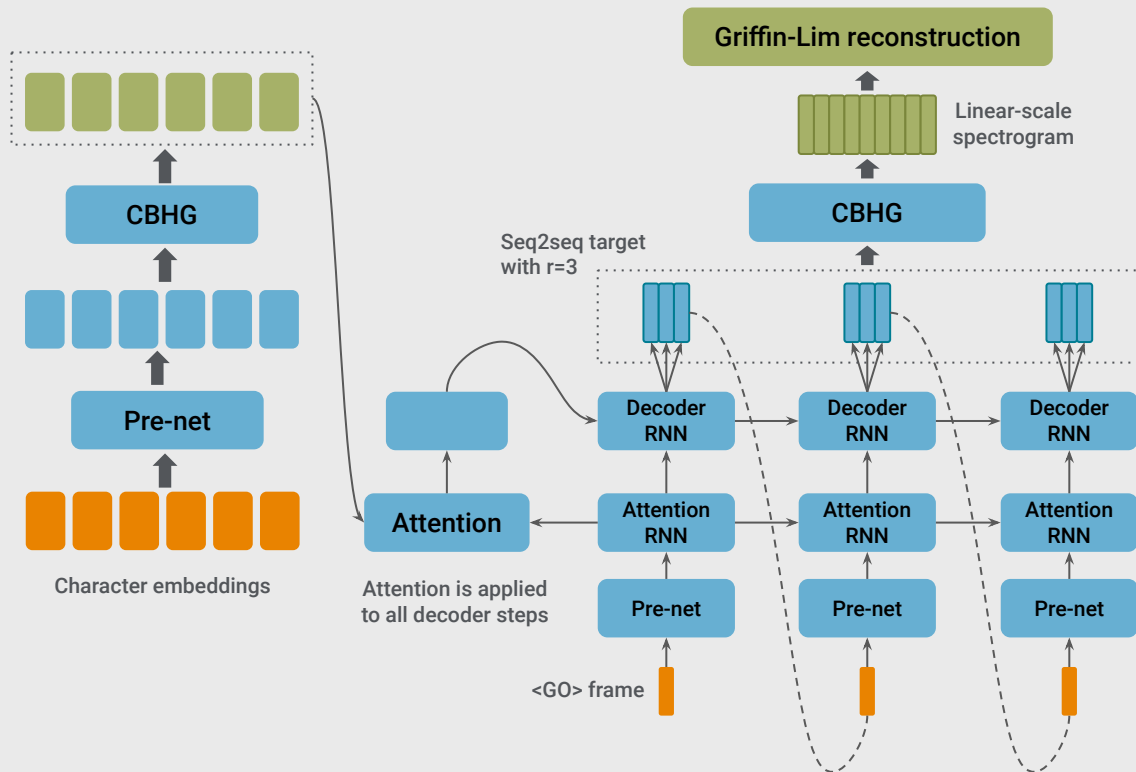 Griffin-Lim reconstruction
Linear-scale
spectrogram
CBHG
CBHG
Seq2seq target
with r=3
Pre-net
Decoder
RNN
Decoder
RNN
Decoder
RNN
Attention
Attention
RNN
Attention
RNN
Attention
RNN
Character embeddings
Attention is applied
to all decoder steps
Pre-net
Pre-net
Pre-net
<GO> frame